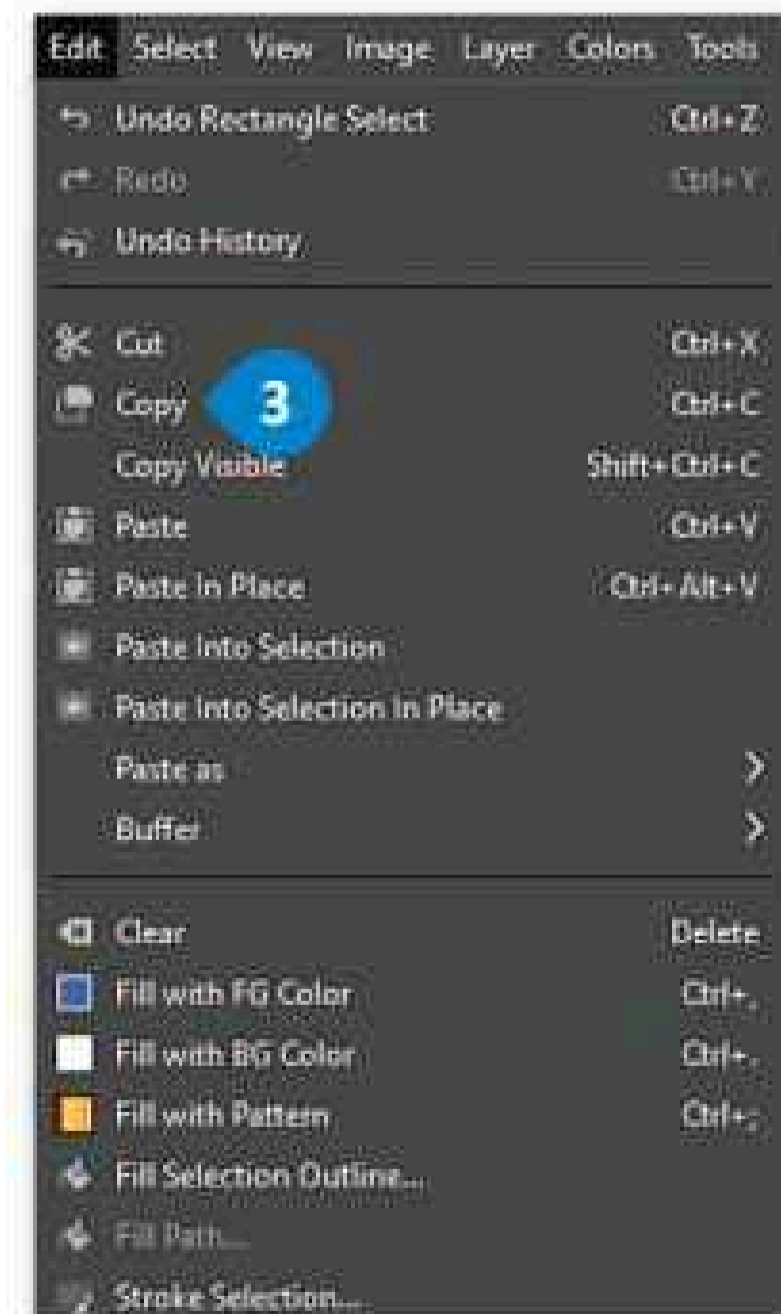 Edit Select View Image Layer Colors Tools
Undo Rectangle Select Ctrl+Z
Redo Ctrl+Y
Undo History
Cut Ctrl+X
Copy 3 Ctrl+C
Copy Visible Shift+Ctrl+C
Paste Ctrl+V
Paste In Place Ctrl+Alt+V
Paste Into Selection
Paste Into Selection In Place
Paste as
Buffer
Clear Delete
Fill with FG Color Ctrl+,
Fill with BG Color Ctrl+.
Fill with Pattern Ctrl+;
Fill Selection Outline...
Fill Path...
Stroke Selection...